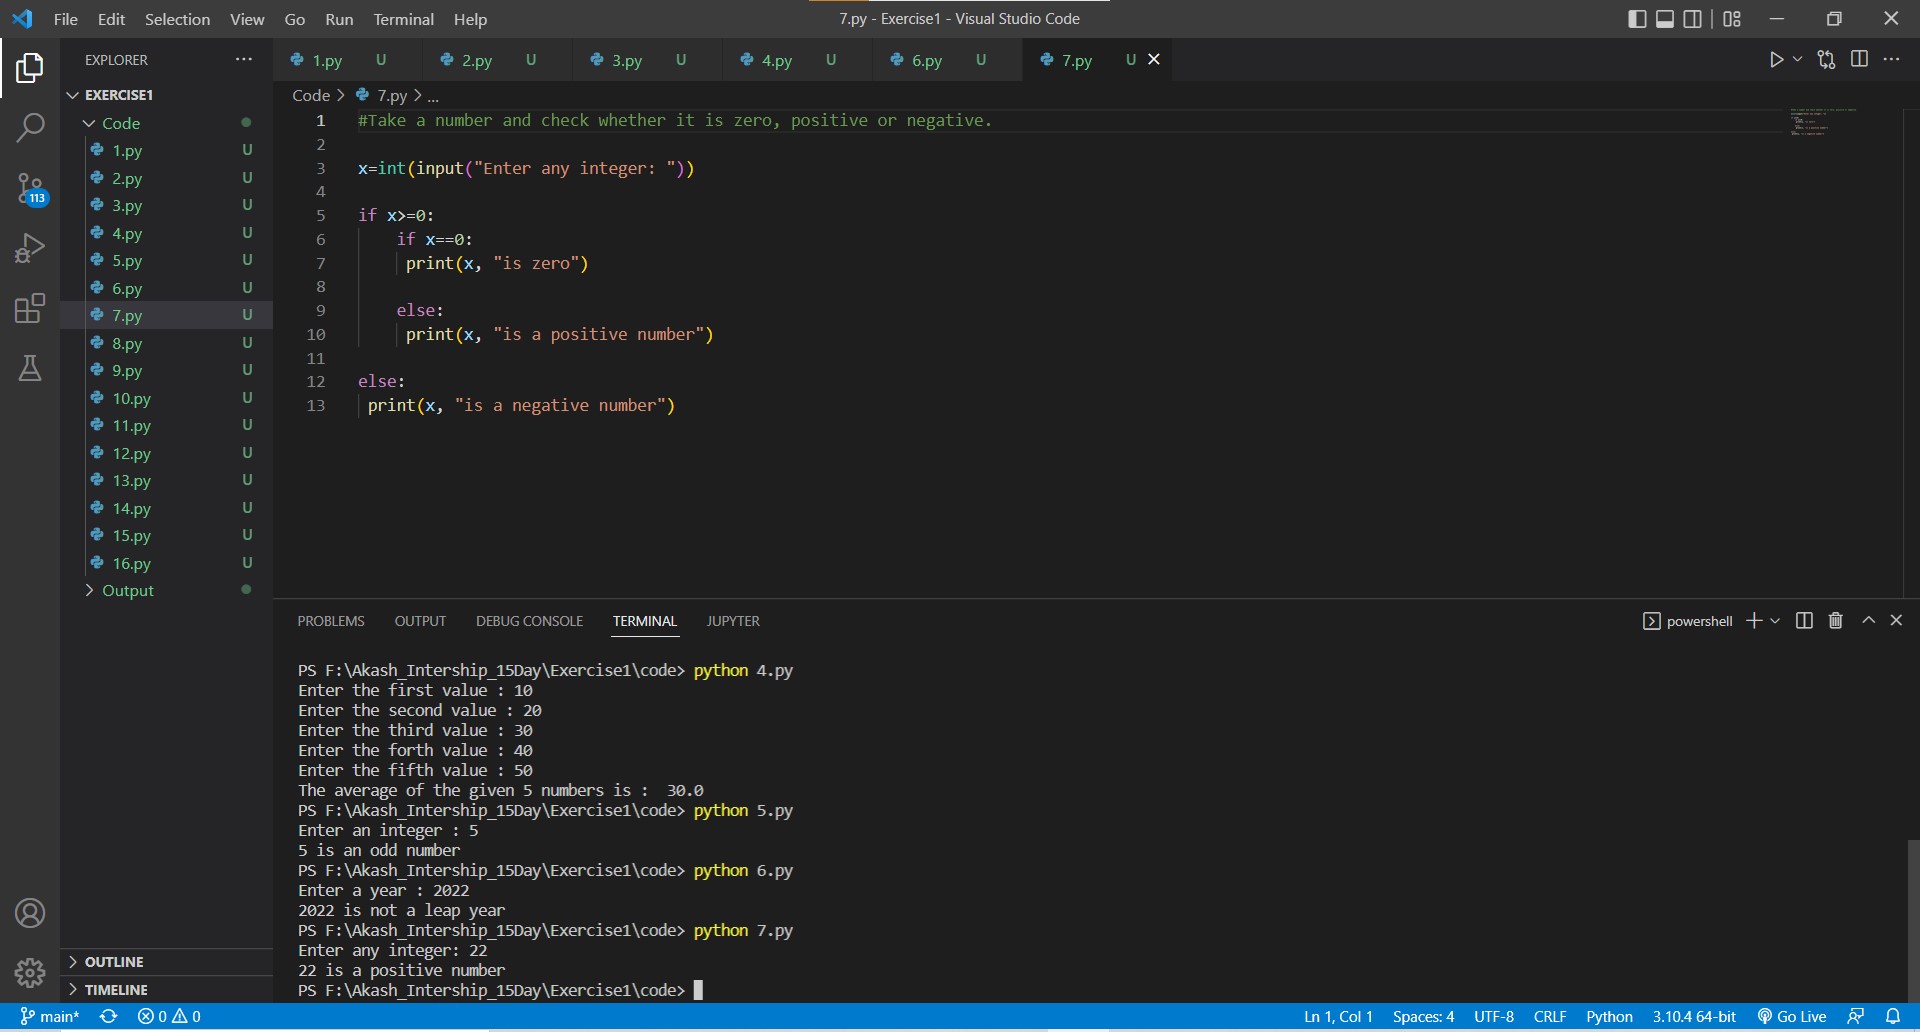 File Edit Selection View Go Run Terminal Help
7.py - Exercise1 - Visual Studio Code
EXPLORER
EXERCISE1
Code
1.py U
2.py U
3.py U
4.py U
5.py U
6.py U
7.py U
8.py U
9.py U
10.py U
11.py U
12.py U
13.py U
14.py U
15.py U
16.py U
Output
OUTLINE
TIMELINE
113
1.py U 2.py U 3.py U 4.py U 6.py U 7.py U
Code > 7.py > ...
1 #Take a number and check whether it is zero, positive or negative.
2
3 x=int(input("Enter any integer: "))
4
5 if x>=0:
6 if x==0:
7 print(x, "is zero")
8
9 else:
10 print(x, "is a positive number")
11
12 else:
13 print(x, "is a negative number")
PROBLEMS OUTPUT DEBUG CONSOLE TERMINAL JUPYTER
powershell
PS F:\Akash_Intership_15Day\Exercise1\code> python 4.py
Enter the first value : 10
Enter the second value : 20
Enter the third value : 30
Enter the forth value : 40
Enter the fifth value : 50
The average of the given 5 numbers is :  30.0
PS F:\Akash_Intership_15Day\Exercise1\code> python 5.py
Enter an integer : 5
5 is an odd number
PS F:\Akash_Intership_15Day\Exercise1\code> python 6.py
Enter a year : 2022
2022 is not a leap year
PS F:\Akash_Intership_15Day\Exercise1\code> python 7.py
Enter any integer: 22
22 is a positive number
PS F:\Akash_Intership_15Day\Exercise1\code>
main* 0 0 Ln 1, Col 1 Spaces: 4 UTF-8 CRLF Python 3.10.4 64-bit Go Live